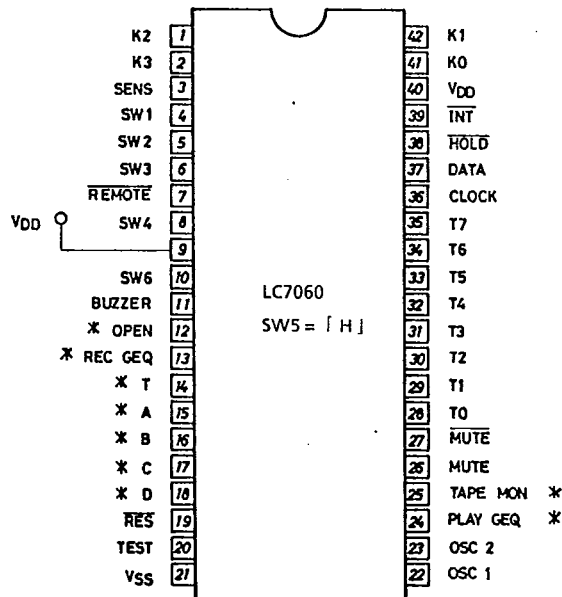 K2 1 42 K1
K3 2 41 K0
SENS 3 40 VDD
SW1 4 39 INT
SW2 5 38 HOLD
SW3 6 37 DATA
REMOTE 7 36 CLOCK
VDD SW4 8 35 T7
9 34 T6
SW6 10 33 T5
BUZZER 11 32 T4
* OPEN 12 31 T3
* REC GEQ 13 30 T2
* T 14 29 T1
* A 15 28 T0
* B 16 27 MUTE
* C 17 26 MUTE
* D 18 25 TAPE MON *
RES 19 24 PLAY GEQ *
TEST 20 23 OSC 2
VSS 21 22 OSC 1
LC7060
SW5 = ｢ H ｣